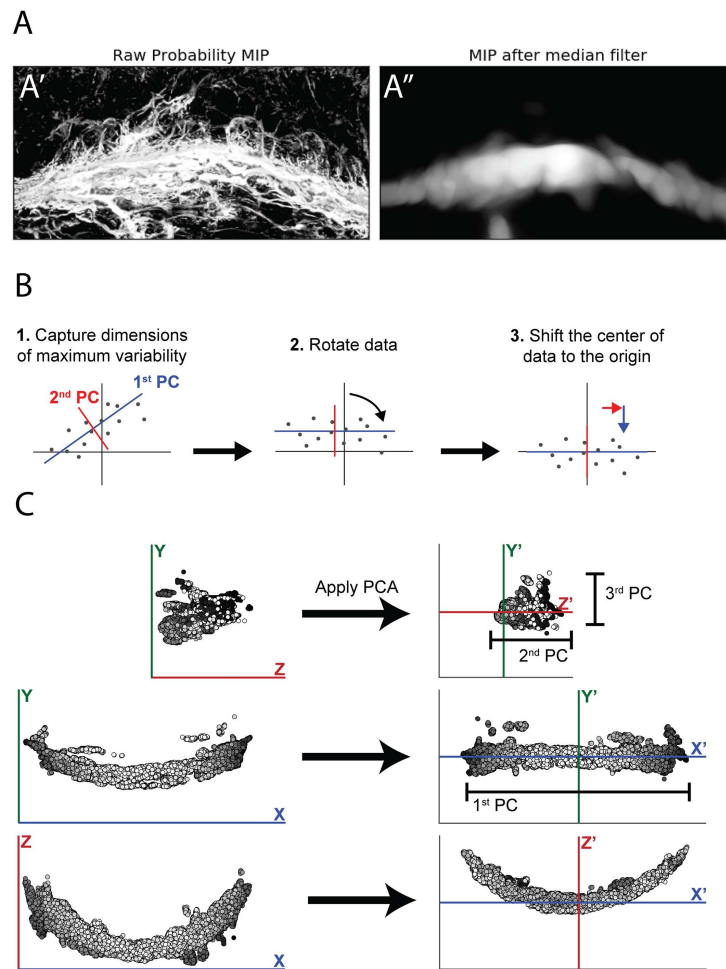 A
Raw Probability MIP
MIP after median filter
A'
A"
B
1. Capture dimensions
of maximum variability
2. Rotate data
3. Shift the center of
data to the origin
1st PC
2nd PC
C
Y
Z
Apply PCA
Y'
Z'
3rd PC
2nd PC
Y
X
Y'
X'
1st PC
Z
X
Z'
X'